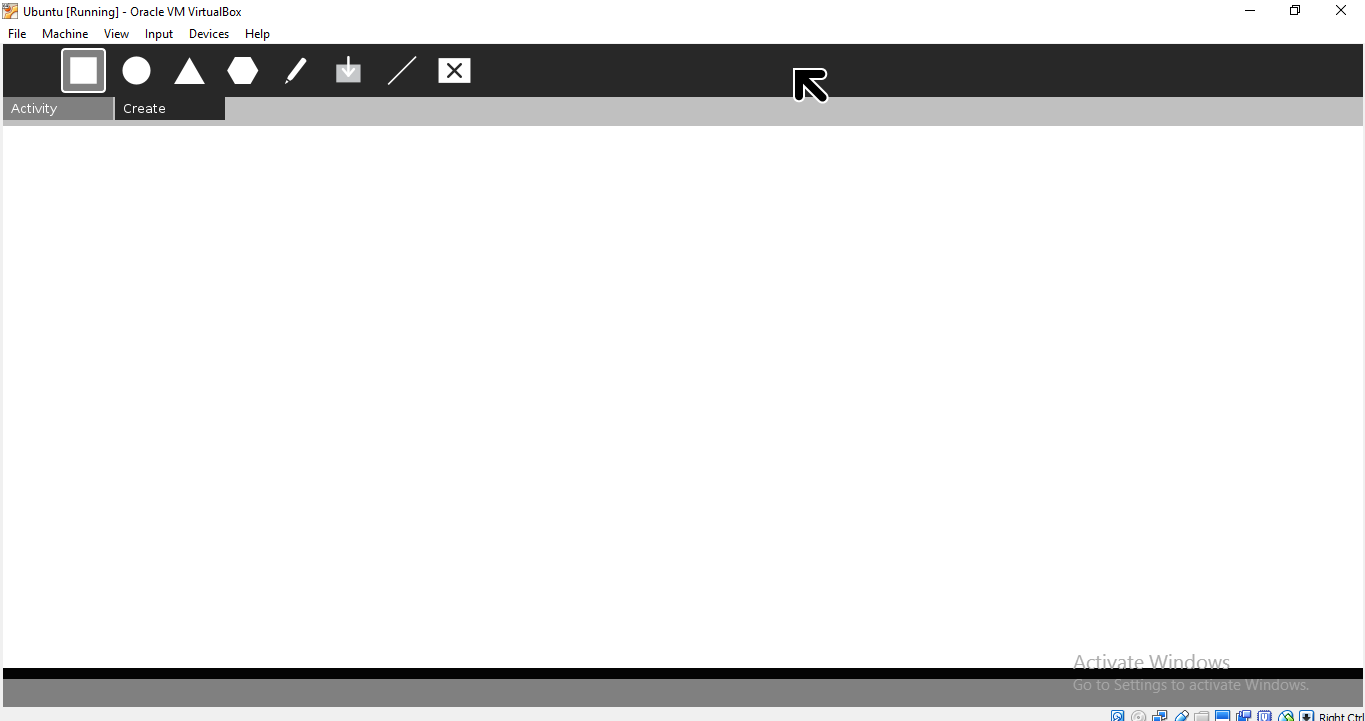 Ubuntu [Running] - Oracle VM VirtualBox
File Machine View Input Devices Help
Activity Create
Activate Windows
Go to Settings to activate Windows.
Right Ctrl